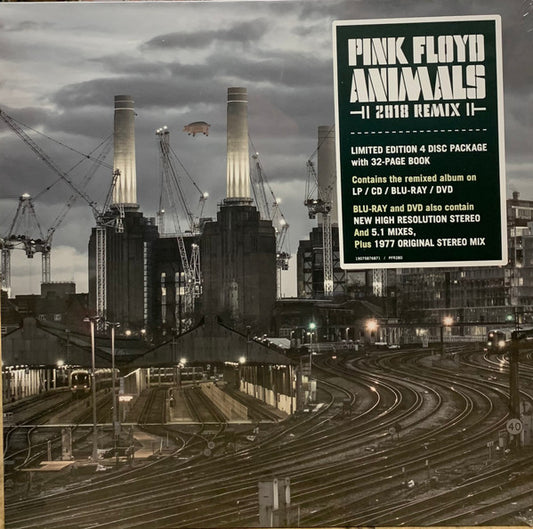 PINK FLOYD
ANIMALS
2018 REMIX
LIMITED EDITION 4 DISC PACKAGE
with 32-PAGE BOOK
Contains the remixed album on
LP / CD / BLU-RAY / DVD
BLU-RAY and DVD also contain
NEW HIGH RESOLUTION STEREO
And 5.1 MIXES,
Plus 1977 ORIGINAL STEREO MIX
19075876871 / PFR28D
40